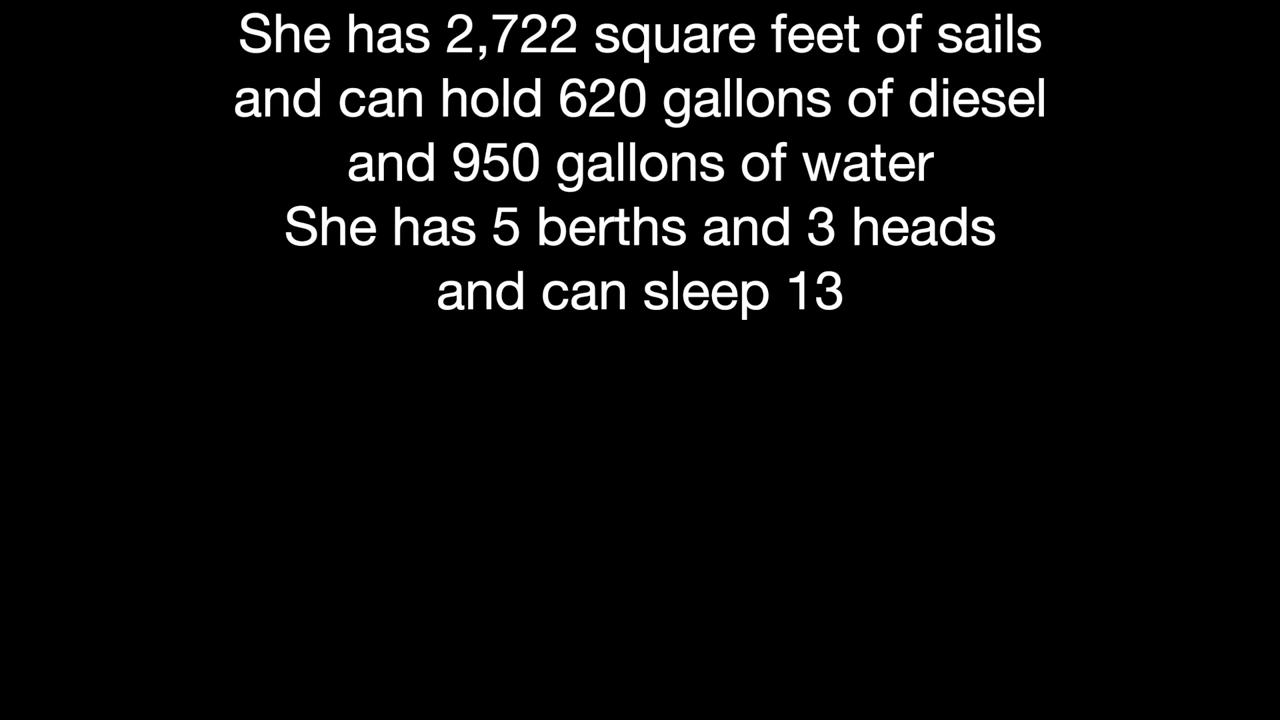 She has 2,722 square feet of sails
and can hold 620 gallons of diesel
and 950 gallons of water
She has 5 berths and 3 heads
and can sleep 13